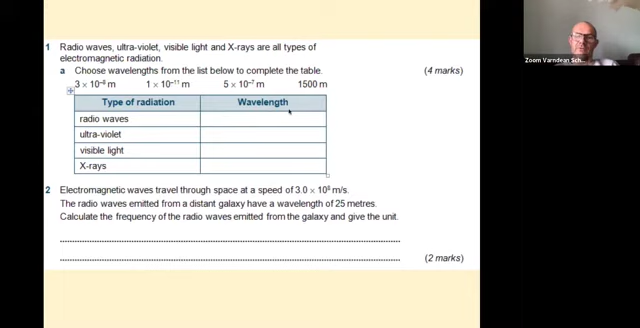 Zoom Varndean Sch...
1 Radio waves, ultra-violet, visible light and X-rays are all types of
electromagnetic radiation.
a Choose wavelengths from the list below to complete the table. (4 marks)
3 × 10⁻⁸ m 1 × 10⁻¹¹ m 5 × 10⁻⁷ m 1500 m
Type of radiation Wavelength
radio waves
ultra-violet
visible light
X-rays
2 Electromagnetic waves travel through space at a speed of 3.0 × 10⁸ m/s.
The radio waves emitted from a distant galaxy have a wavelength of 25 metres.
Calculate the frequency of the radio waves emitted from the galaxy and give the unit.
(2 marks)